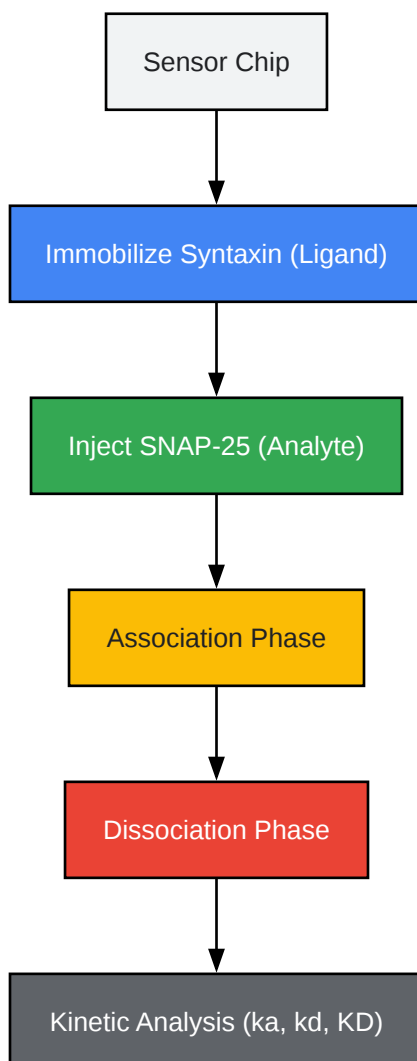 Sensor Chip
Immobilize Syntaxin (Ligand)
Inject SNAP-25 (Analyte)
Association Phase
Dissociation Phase
Kinetic Analysis (ka, kd, KD)